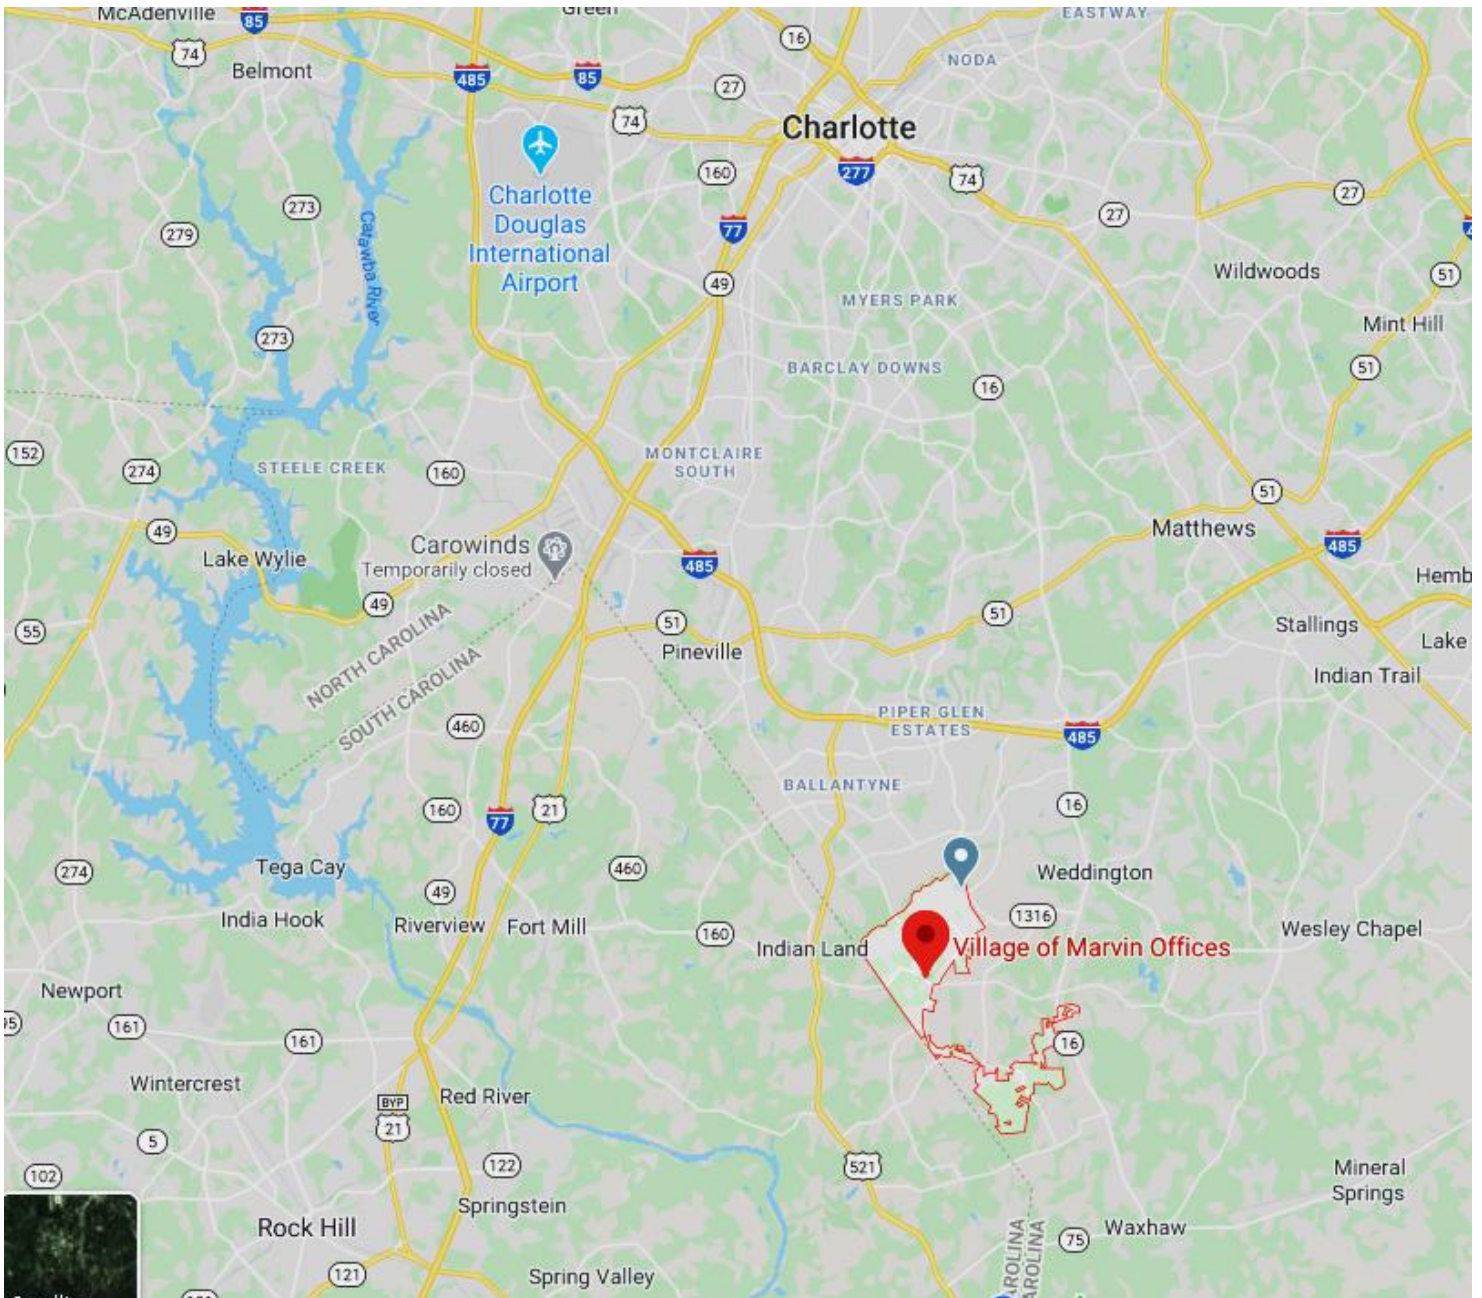 McAdenville
85
Green
16
EASTWAY
74
Belmont
485
85
27
NODA
74
Charlotte
Charlotte
Douglas
International
Airport
160
277
74
27
27
273
279
Catawba River
77
49
Wildwoods
51
MYERS PARK
Mint Hill
273
BARCLAY DOWNS
16
51
152
274
STEELE CREEK
160
MONTCLAIRE
SOUTH
51
49
Lake Wylie
Carowinds
Temporarily closed
485
Matthews
485
Hemb
49
NORTH CAROLINA
SOUTH CAROLINA
55
51
Pineville
51
Stallings
Lake
Indian Trail
460
PIPER GLEN
ESTATES
485
BALLANTYNE
160
77
21
16
274
Tega Cay
460
Weddington
49
India Hook
Riverview
Fort Mill
160
Indian Land
1316
Village of Marvin Offices
Wesley Chapel
Newport
95
161
161
16
Wintercrest
Red River
BYP
21
5
102
122
521
Mineral
Springs
Springstein
Rock Hill
75
Waxhaw
AROLINA
AROLINA
121
Spring Valley